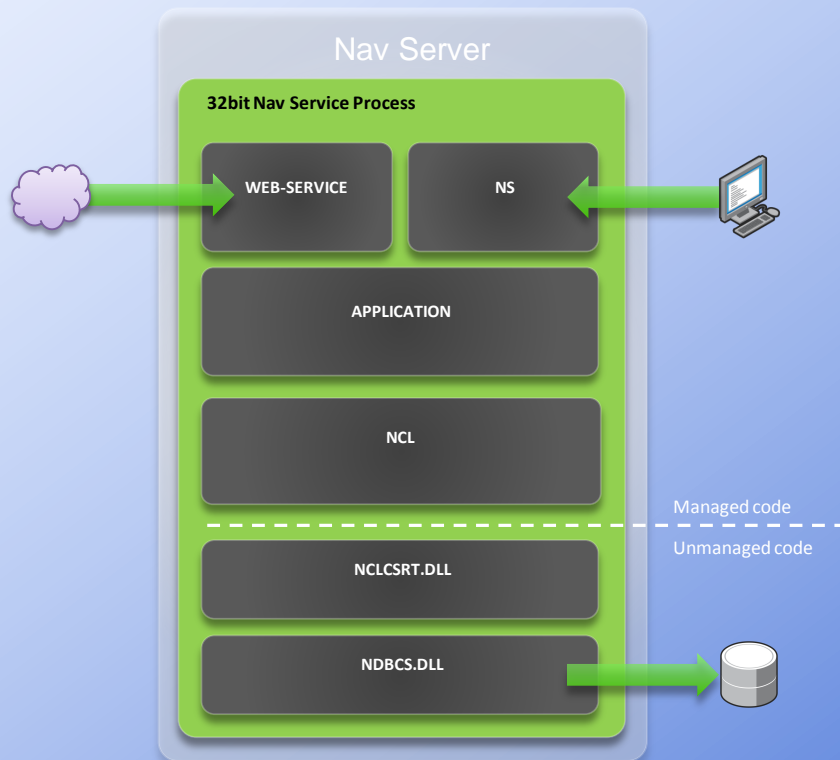 Nav Server
32bit Nav Service Process
WEB-SERVICE
NS
APPLICATION
NCL
Managed code
Unmanaged code
NCLCSRT.DLL
NDBCS.DLL